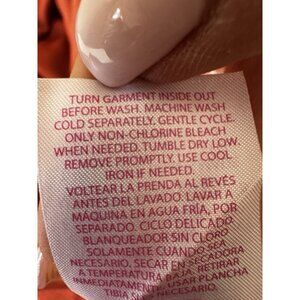 TURN GARMENT INSIDE OUT
BEFORE WASH. MACHINE WASH
COLD SEPARATELY. GENTLE CYCLE.
ONLY NON-CHLORINE BLEACH
WHEN NEEDED. TUMBLE DRY LOW.
REMOVE PROMPTLY. USE COOL
IRON IF NEEDED.
VOLTEAR LA PRENDA AL REVÉS
ANTES DEL LAVADO. LAVAR A
MÁQUINA EN AGUA FRÍA, POR
SEPARADO. CICLO DELICADO.
BLANQUEADOR SIN CLORO
SOLAMENTE CUANDO SEA
NECESARIO, SECAR EN SECADORA
A TEMPERATURA BAJA. RETIRAR
INMEDIATAMENTE. USAR PLANCHA
TIBIA SI ES NECESARIO.